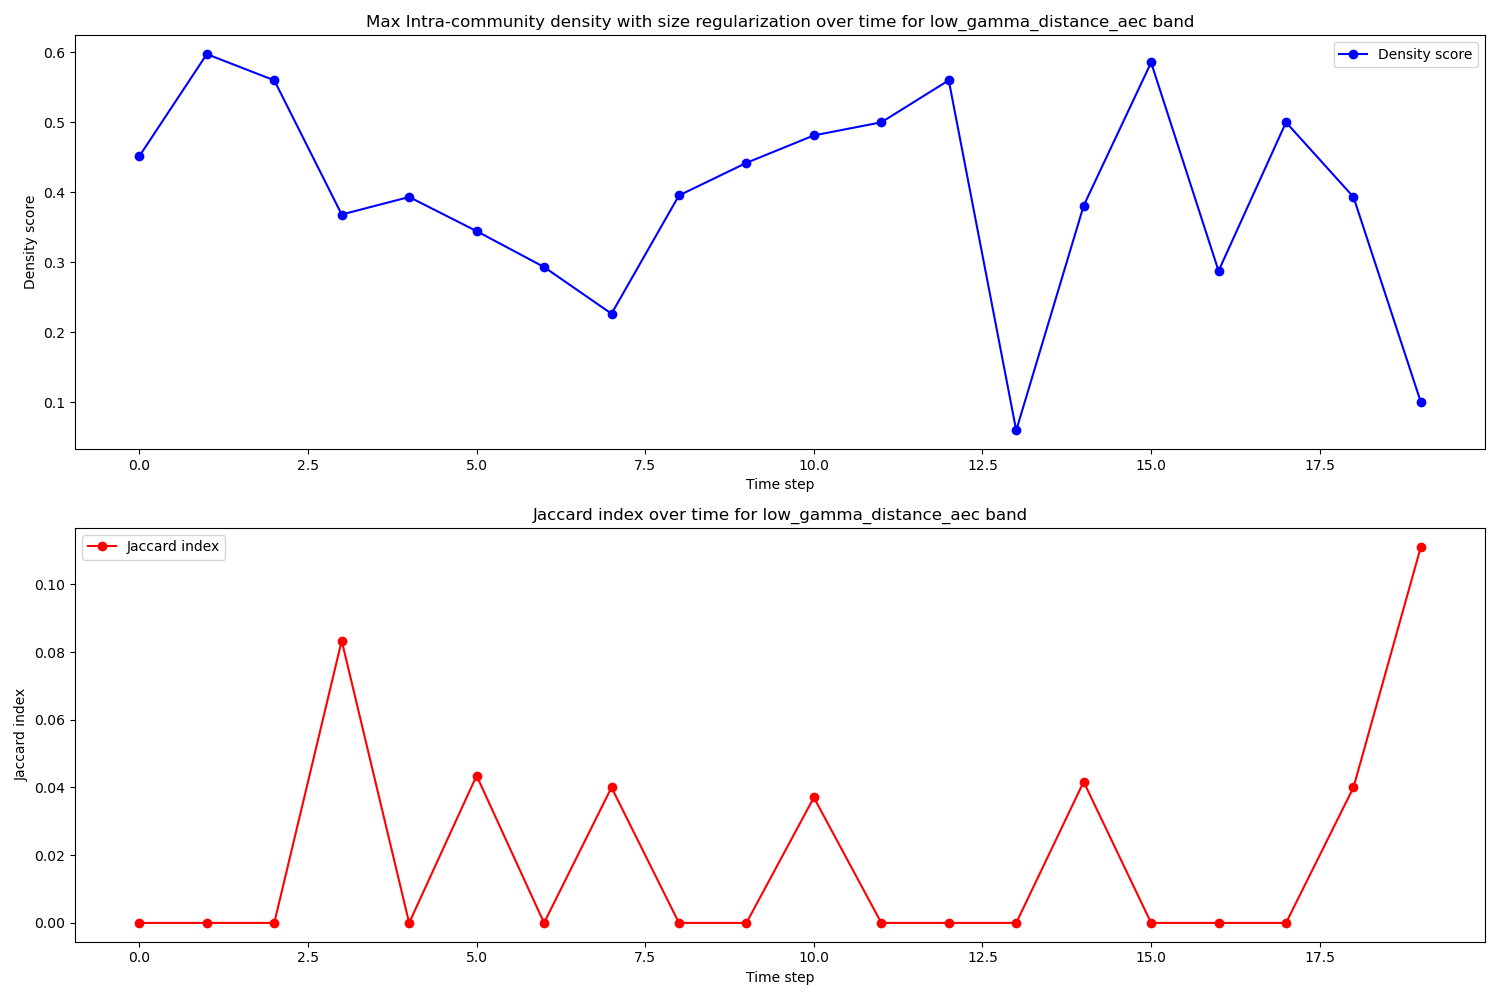 Max Intra-community density with size regularization over time for low_gamma_distance_aec band
Density score
0.6
0.5
0.4
0.3
0.2
0.1
Density score
0.0 2.5 5.0 7.5 10.0 12.5 15.0 17.5
Time step
Jaccard index over time for low_gamma_distance_aec band
Jaccard index
0.10
0.08
0.06
0.04
0.02
0.00
Jaccard index
0.0 2.5 5.0 7.5 10.0 12.5 15.0 17.5
Time step